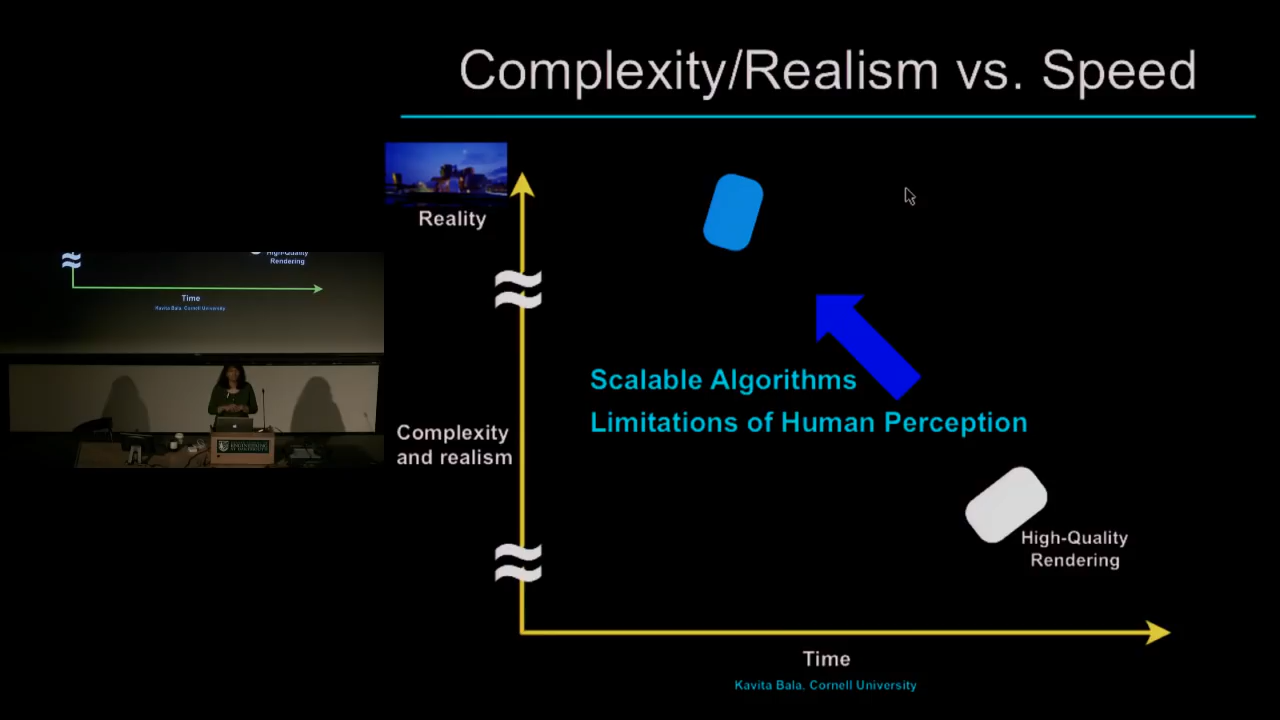 Complexity/Realism vs. Speed
Reality
Complexity
and realism
Scalable Algorithms
Limitations of Human Perception
High-Quality
Rendering
Time
Kavita Bala, Cornell University
High-Quality
Rendering
Time
Kavita Bala, Cornell University
ENGINEERING